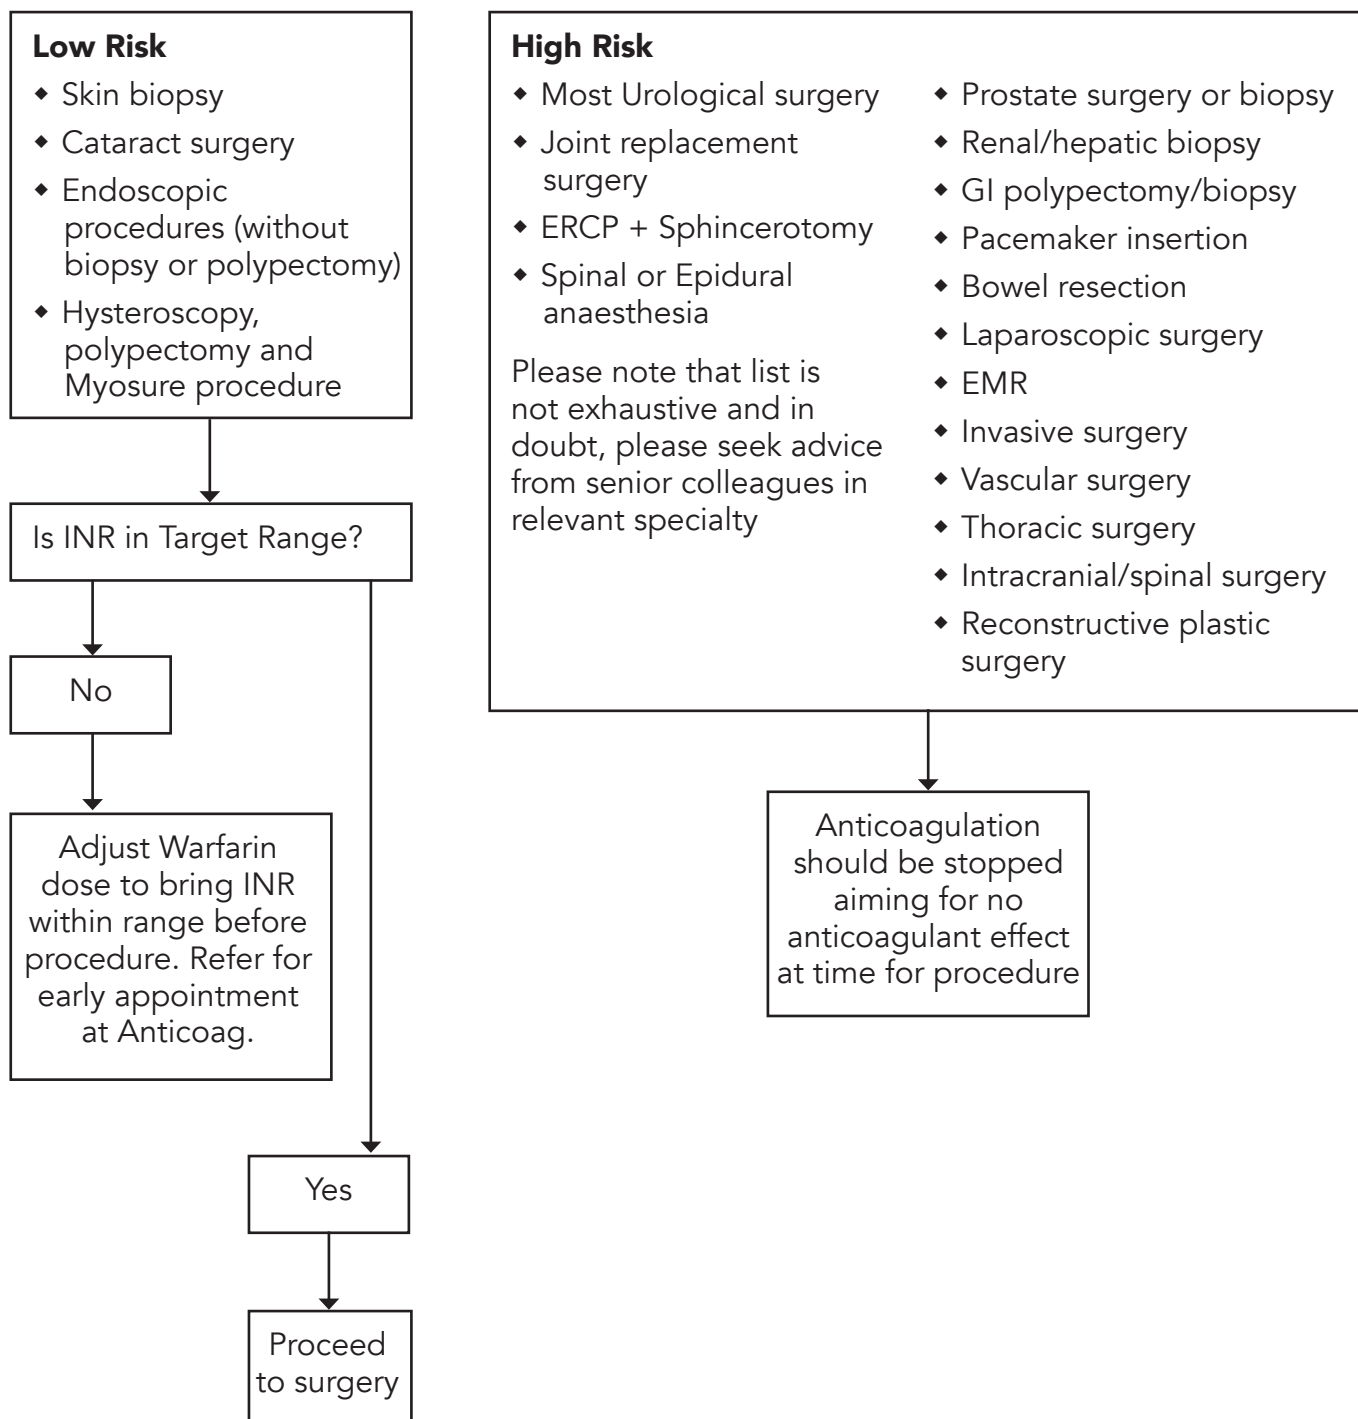 Low Risk
◆ Skin biopsy
◆ Cataract surgery
◆ Endoscopic
procedures (without
biopsy or polypectomy)
◆ Hysteroscopy,
polypectomy and
Myosure procedure
Is INR in Target Range?
No
Adjust Warfarin
dose to bring INR
within range before
procedure. Refer for
early appointment
at Anticoag.
Yes
Proceed
to surgery
High Risk
◆ Most Urological surgery
◆ Joint replacement
surgery
◆ ERCP + Sphincerotomy
◆ Spinal or Epidural
anaesthesia
Please note that list is
not exhaustive and in
doubt, please seek advice
from senior colleagues in
relevant specialty
◆ Prostate surgery or biopsy
◆ Renal/hepatic biopsy
◆ GI polypectomy/biopsy
◆ Pacemaker insertion
◆ Bowel resection
◆ Laparoscopic surgery
◆ EMR
◆ Invasive surgery
◆ Vascular surgery
◆ Thoracic surgery
◆ Intracranial/spinal surgery
◆ Reconstructive plastic
surgery
Anticoagulation
should be stopped
aiming for no
anticoagulant effect
at time for procedure